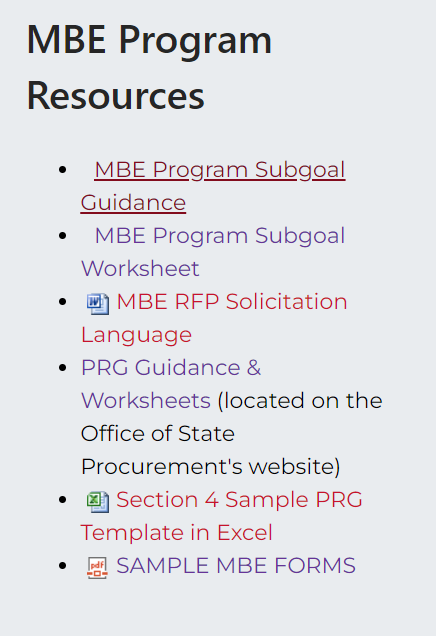 MBE Program
Resources
MBE Program Subgoal
Guidance
MBE Program Subgoal
Worksheet
MBE RFP Solicitation
Language
PRG Guidance &
Worksheets (located on the
Office of State
Procurement's website)
Section 4 Sample PRG
Template in Excel
pdf SAMPLE MBE FORMS